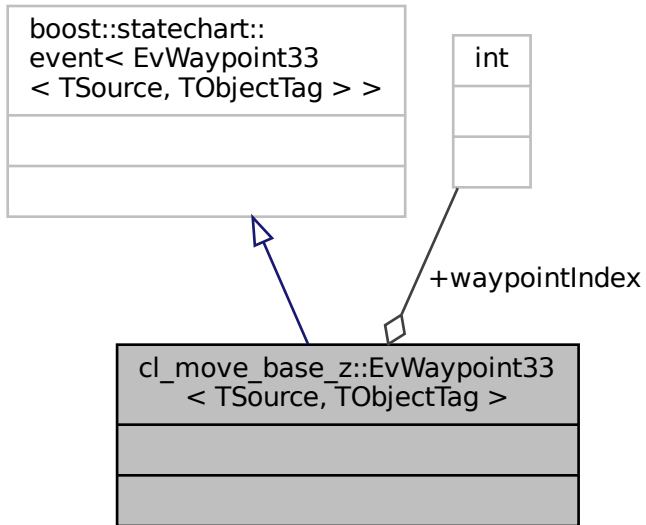 boost::statechart::
event< EvWaypoint33
< TSource, TObjectTag > >
int
+waypointIndex
cl_move_base_z::EvWaypoint33
< TSource, TObjectTag >